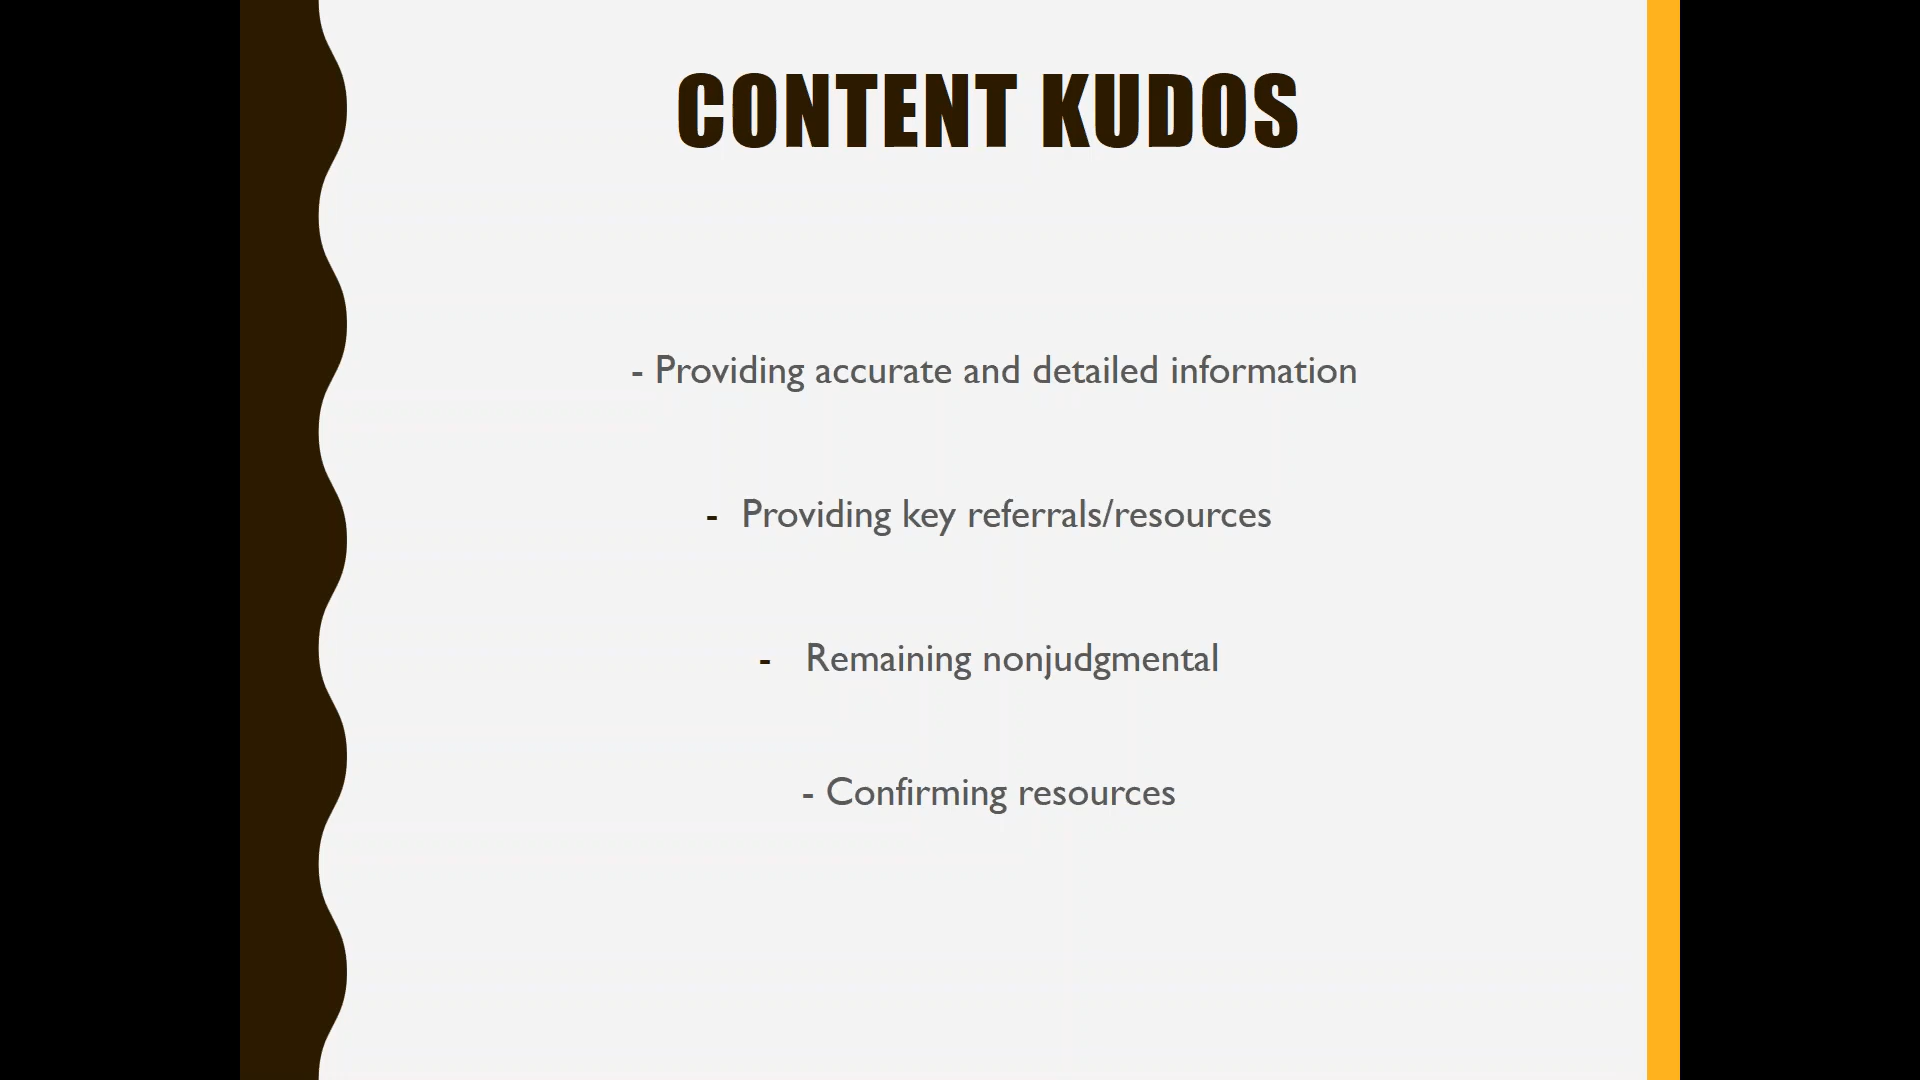 CONTENT KUDOS
- Providing accurate and detailed information
- Providing key referrals/resources
- Remaining nonjudgmental
- Confirming resources